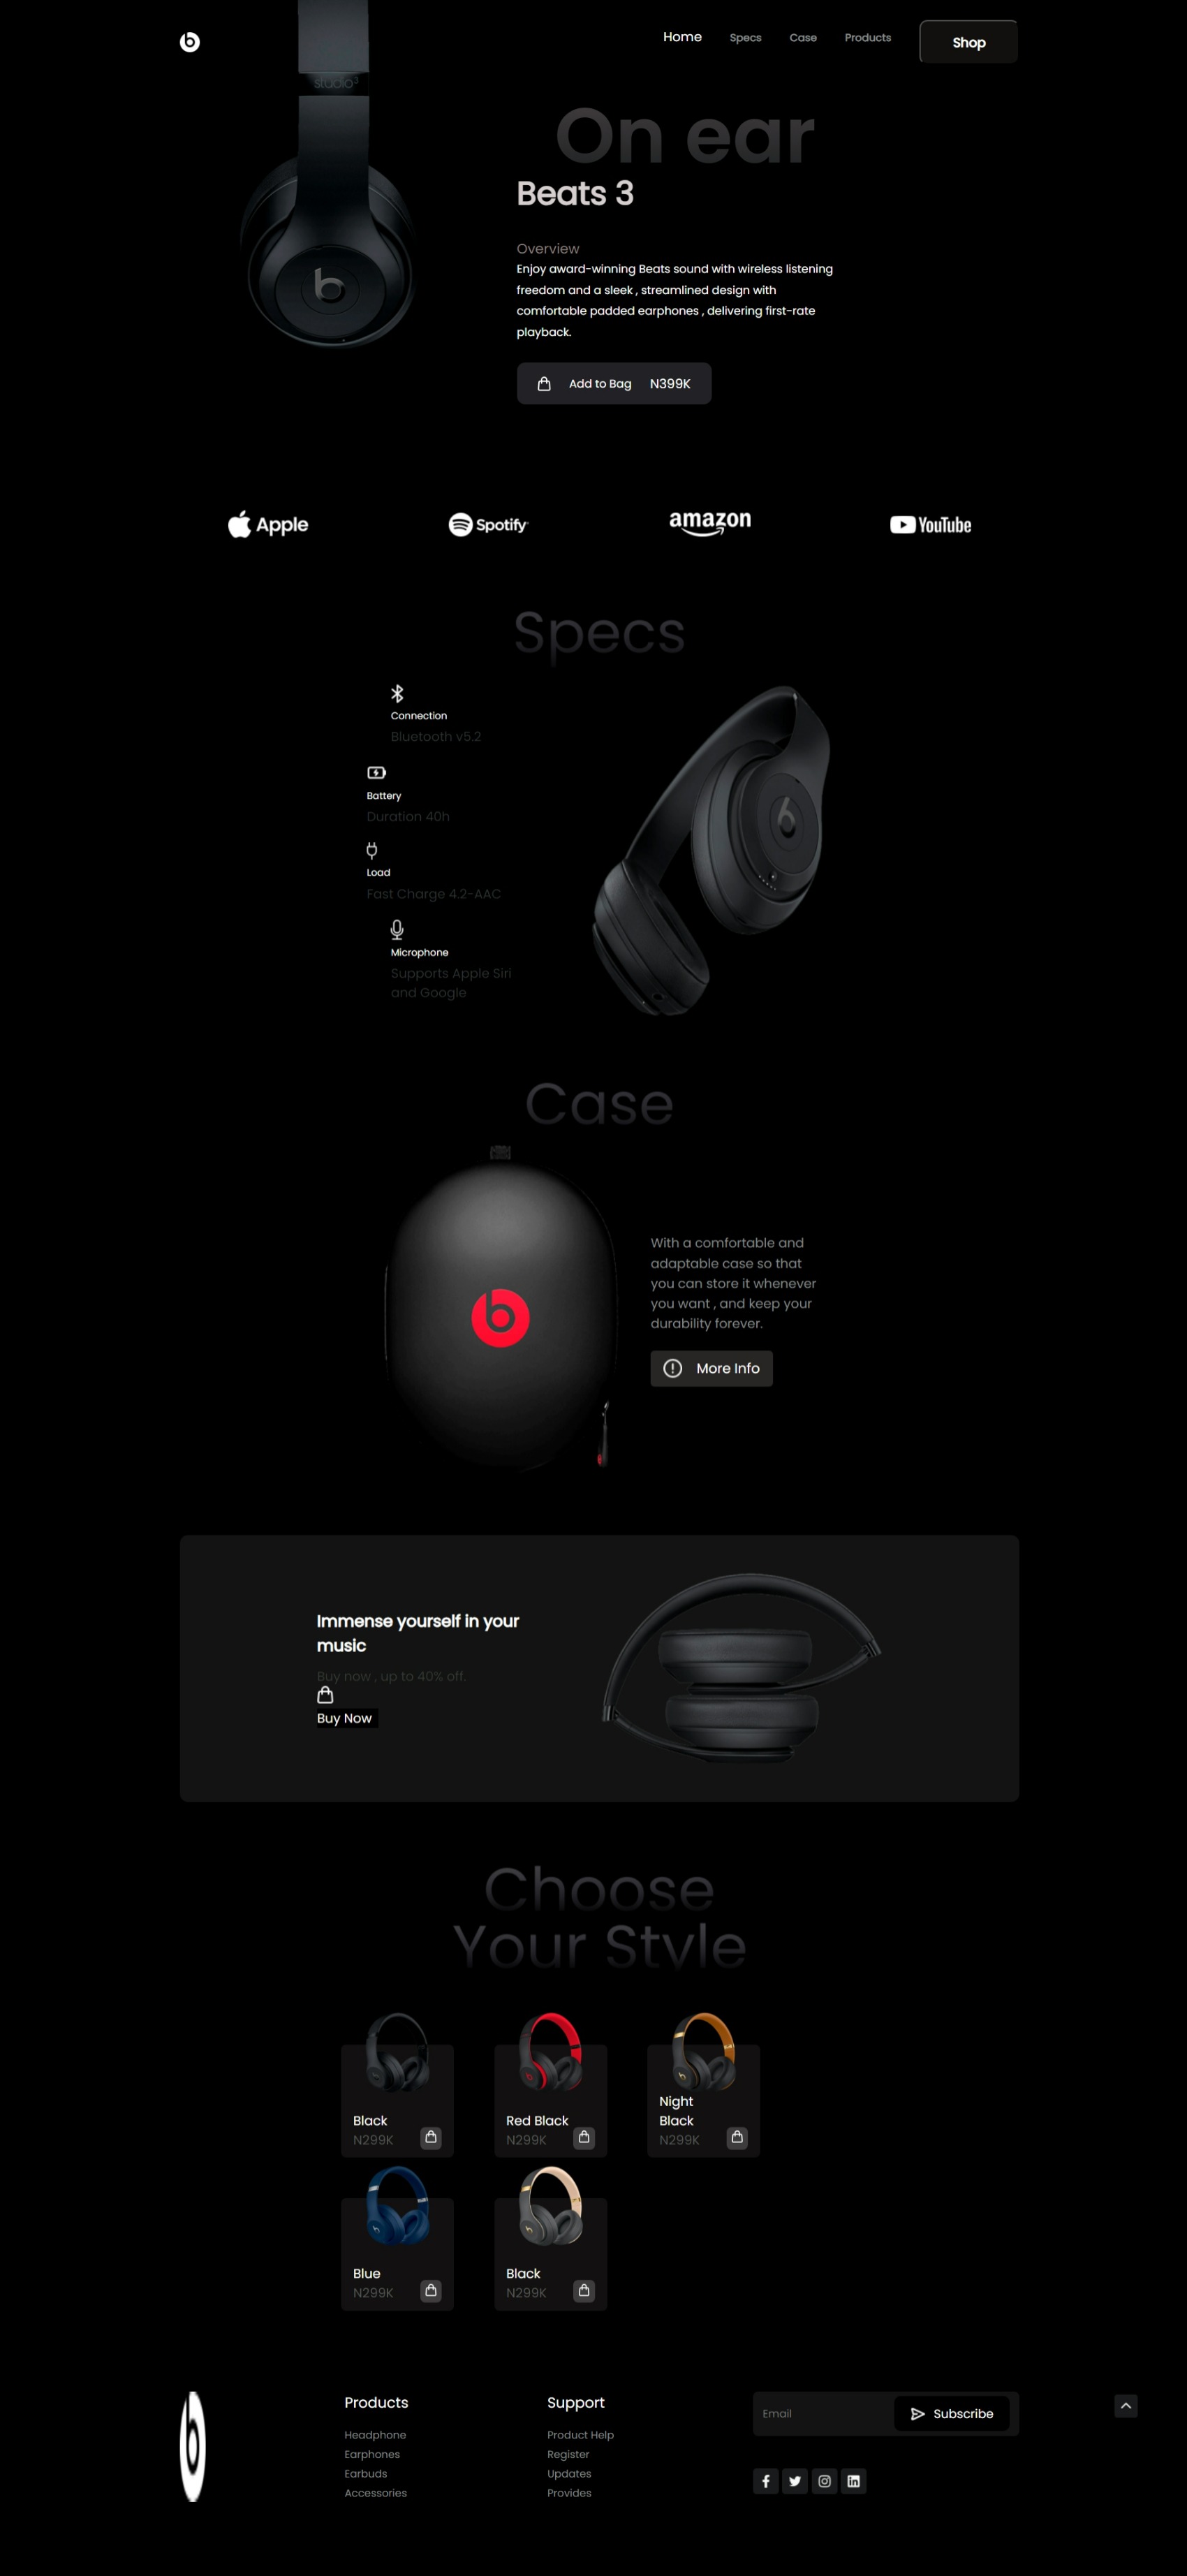 Home
Specs
Case
Products
Shop
studio3
On ear
Beats 3
Overview
Enjoy award-winning Beats sound with wireless listening
freedom and a sleek , streamlined design with
comfortable padded earphones , delivering first-rate
playback.
Add to Bag N399K
Apple
Spotify
amazon
YouTube
Specs
Connection
Bluetooth v5.2
Battery
Duration 40h
Load
Fast Charge 4.2-AAC
Microphone
Supports Apple Siri
and Google
Case
With a comfortable and
adaptable case so that
you can store it whenever
you want , and keep your
durability forever.
More Info
Immense yourself in your
music
Buy now , up to 40% off.
Buy Now
Choose
Your Style
Black
N299K
Red Black
N299K
Night
Black
N299K
Blue
N299K
Black
N299K
Products
Headphone
Earphones
Earbuds
Accessories
Support
Product Help
Register
Updates
Provides
Email
Subscribe